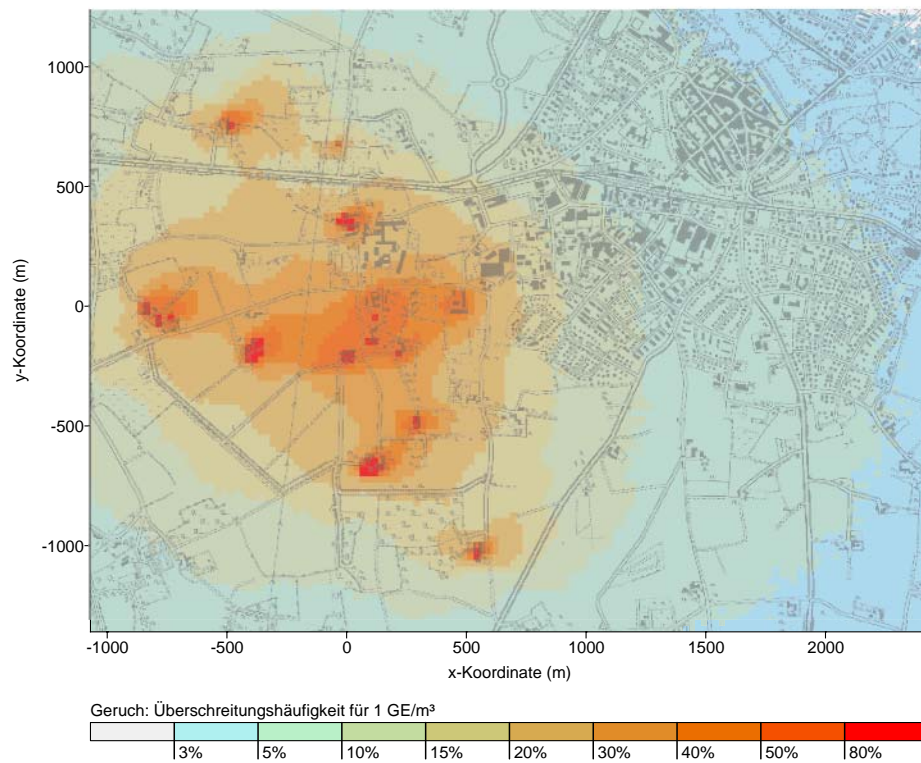 1000
500
0
-500
-1000
y-Koordinate (m)
-1000 -500 0 500 1000 1500 2000
x-Koordinate (m)
Geruch: Überschreitungshäufigkeit für 1 GE/m³
3% 5% 10% 15% 20% 30% 40% 50% 80%